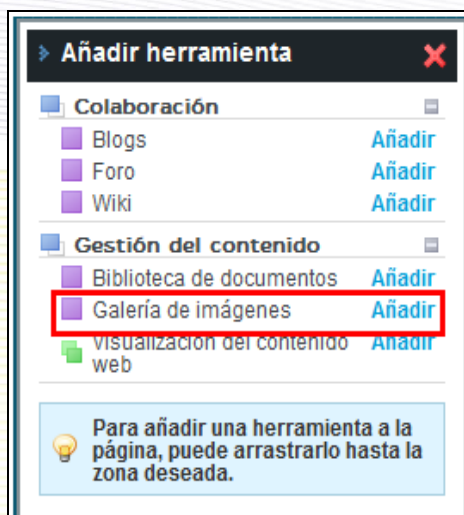 Añadir herramienta
Colaboración
Blogs Añadir
Foro Añadir
Wiki Añadir
Gestión del contenido
Biblioteca de documentos Añadir
Galería de imágenes Añadir
Visualización del contenido Añadir
web
Para añadir una herramienta a la
página, puede arrastrarlo hasta la
zona deseada.